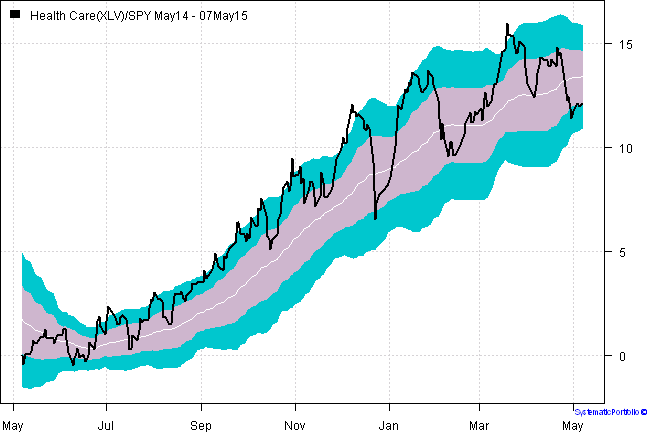 Health Care(XLV)/SPY May14 - 07May15
15
10
5
0
May Jul Sep Nov Jan Mar May
SystematicPortfolio ©